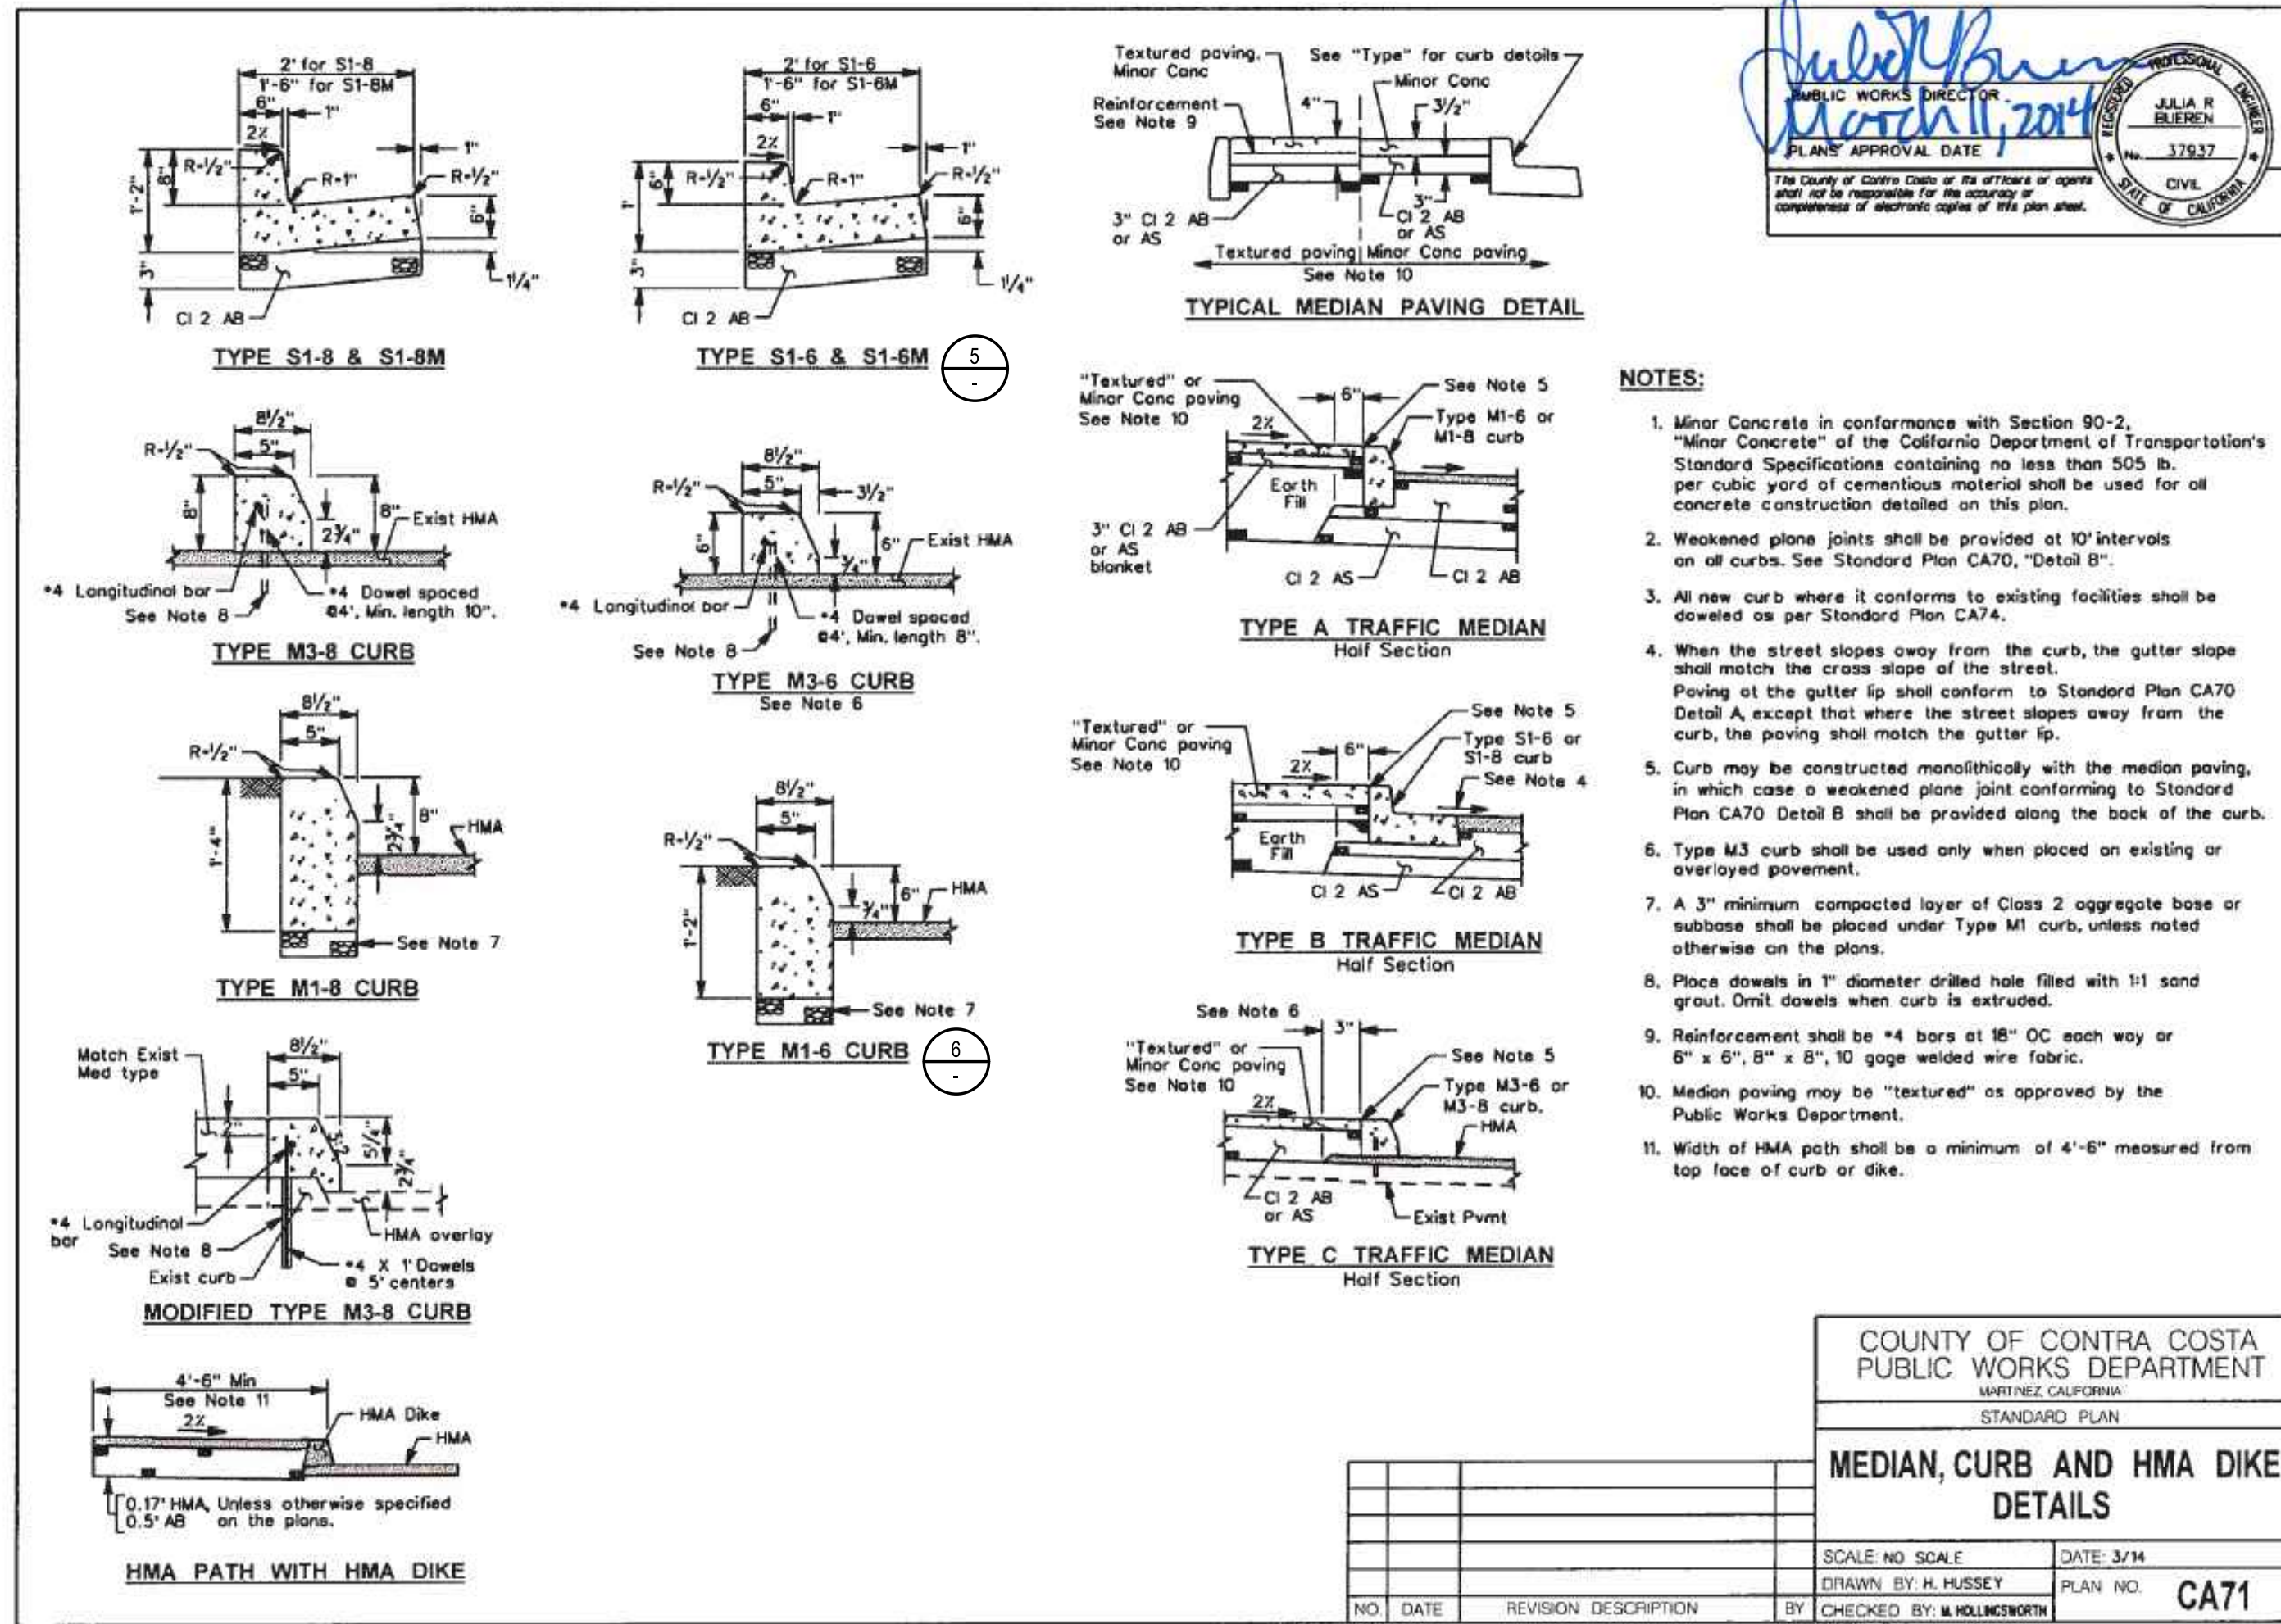 2' for S1-8
1'-6" for S1-8M
6"
1"
2%
1"
R=1/2"
R=1"
R=1/2"
8"
1'-2"
6"
3"
1 1/4"
Cl 2 AB
TYPE S1-8 & S1-8M
2' for S1-6
1'-6" for S1-6M
6"
1"
2%
1"
R=1/2"
R=1"
R=1/2"
6"
1'
6"
3"
1 1/4"
Cl 2 AB
TYPE S1-6 & S1-6M
5
-
8 1/2"
5"
R=1/2"
8"
8"
2 3/4"
Exist HMA
#4 Longitudinal bar
See Note 8
#4 Dowel spaced
@4', Min. length 10".
TYPE M3-8 CURB
8 1/2"
5"
3 1/2"
R=1/2"
6"
6"
3/4"
Exist HMA
#4 Longitudinal bar
#4 Dowel spaced
@4', Min. length 8".
See Note 8
TYPE M3-6 CURB
See Note 6
8 1/2"
5"
R=1/2"
8"
2 3/4"
HMA
1'-4"
See Note 7
TYPE M1-8 CURB
8 1/2"
5"
R=1/2"
6"
3/4"
HMA
1'-2"
See Note 7
TYPE M1-6 CURB
6
-
Match Exist
Med type
8 1/2"
5"
2"
5 1/4"
2 3/4"
#4 Longitudinal
bar
See Note 8
Exist curb
HMA overlay
#4 X 1' Dowels
@ 5' centers
MODIFIED TYPE M3-8 CURB
4'-6" Min
See Note 11
2%
HMA Dike
HMA
0.17' HMA, Unless otherwise specified
0.5' AB on the plans.
HMA PATH WITH HMA DIKE
Textured paving,
Minor Conc
See "Type" for curb details
Minor Conc
Reinforcement
See Note 9
4"
3 1/2"
3"
3" Cl 2 AB
or AS
Cl 2 AB
or AS
Textured paving Minor Conc paving
See Note 10
TYPICAL MEDIAN PAVING DETAIL
"Textured" or
Minor Conc paving
See Note 10
6"
2%
See Note 5
Type M1-6 or
M1-8 curb
Earth
Fill
3" Cl 2 AB
or AS
blanket
Cl 2 AS
Cl 2 AB
TYPE A TRAFFIC MEDIAN
Half Section
"Textured" or
Minor Conc paving
See Note 10
6"
2%
See Note 5
Type S1-6 or
S1-8 curb
See Note 4
Earth
Fill
Cl 2 AS
Cl 2 AB
TYPE B TRAFFIC MEDIAN
Half Section
See Note 6
3"
"Textured" or
Minor Conc paving
See Note 10
2%
See Note 5
Type M3-6 or
M3-8 curb.
HMA
Cl 2 AB
or AS
Exist Pvmt
TYPE C TRAFFIC MEDIAN
Half Section
PUBLIC WORKS DIRECTOR
March 11, 2014
PLANS APPROVAL DATE
The County of Contra Costa or its officers or agents
shall not be responsible for the accuracy or
completeness of electronic copies of this plan sheet.
REGISTERED PROFESSIONAL ENGINEER
JULIA R
BUEREN
No. 37937
CIVIL
STATE OF CALIFORNIA
NOTES:
1. Minor Concrete in conformance with Section 90-2,
"Minor Concrete" of the California Department of Transportation's
Standard Specifications containing no less than 505 lb.
per cubic yard of cementious material shall be used for all
concrete construction detailed on this plan.
2. Weakened plane joints shall be provided at 10' intervals
on all curbs. See Standard Plan CA70, "Detail B".
3. All new curb where it conforms to existing facilities shall be
doweled as per Standard Plan CA74.
4. When the street slopes away from the curb, the gutter slope
shall match the cross slope of the street.
Paving at the gutter lip shall conform to Standard Plan CA70
Detail A, except that where the street slopes away from the
curb, the paving shall match the gutter lip.
5. Curb may be constructed monolithically with the median paving,
in which case a weakened plane joint conforming to Standard
Plan CA70 Detail B shall be provided along the back of the curb.
6. Type M3 curb shall be used only when placed on existing or
overlayed pavement.
7. A 3" minimum compacted layer of Class 2 aggregate base or
subbase shall be placed under Type M1 curb, unless noted
otherwise on the plans.
8. Place dowels in 1" diameter drilled hole filled with 1:1 sand
grout. Omit dowels when curb is extruded.
9. Reinforcement shall be #4 bars at 18" OC each way or
6" x 6", 8" x 8", 10 gage welded wire fabric.
10. Median paving may be "textured" as approved by the
Public Works Department.
11. Width of HMA path shall be a minimum of 4'-6" measured from
top face of curb or dike.
COUNTY OF CONTRA COSTA
PUBLIC WORKS DEPARTMENT
MARTINEZ, CALIFORNIA
STANDARD PLAN
MEDIAN, CURB AND HMA DIKE
DETAILS
SCALE: NO SCALE
DATE: 3/14
DRAWN BY: H. HUSSEY
PLAN NO. CA71
CHECKED BY: M. HOLLINGSWORTH
NO. DATE REVISION DESCRIPTION BY